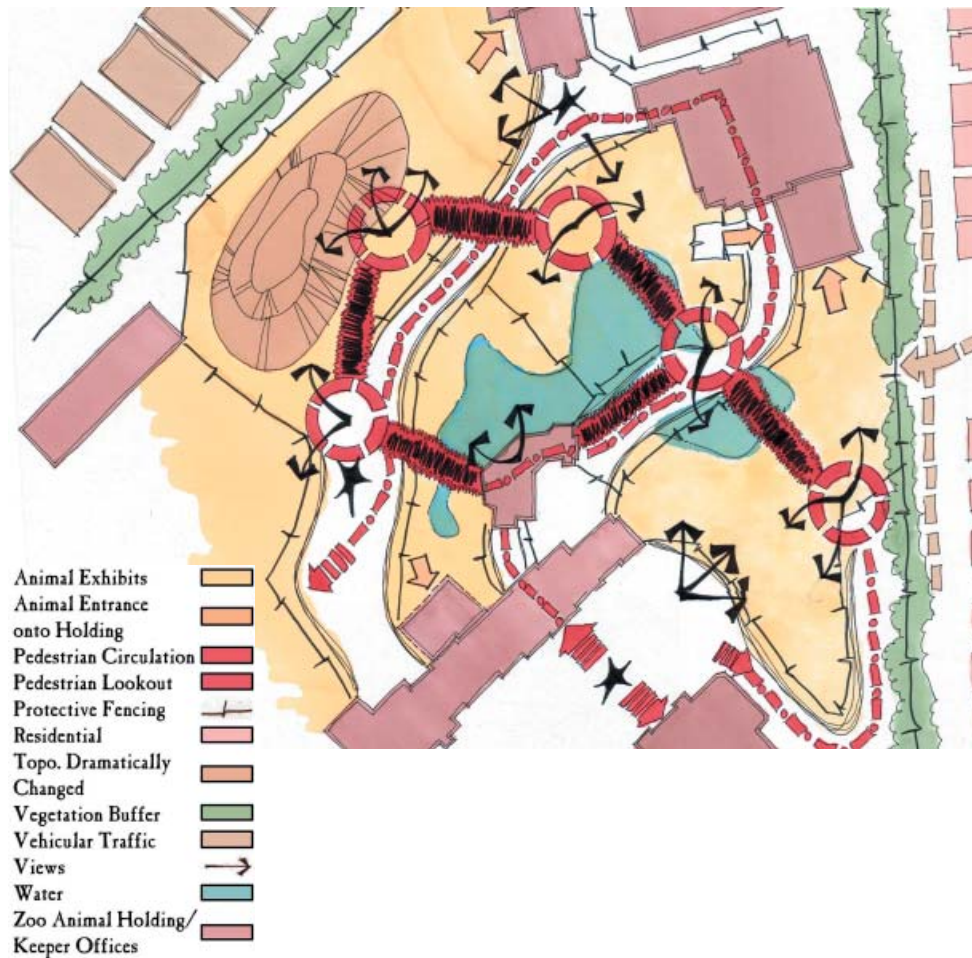 Animal Exhibits
Animal Entrance
onto Holding
Pedestrian Circulation
Pedestrian Lookout
Protective Fencing
Residential
Topo. Dramatically
Changed
Vegetation Buffer
Vehicular Traffic
Views
Water
Zoo Animal Holding/
Keeper Offices